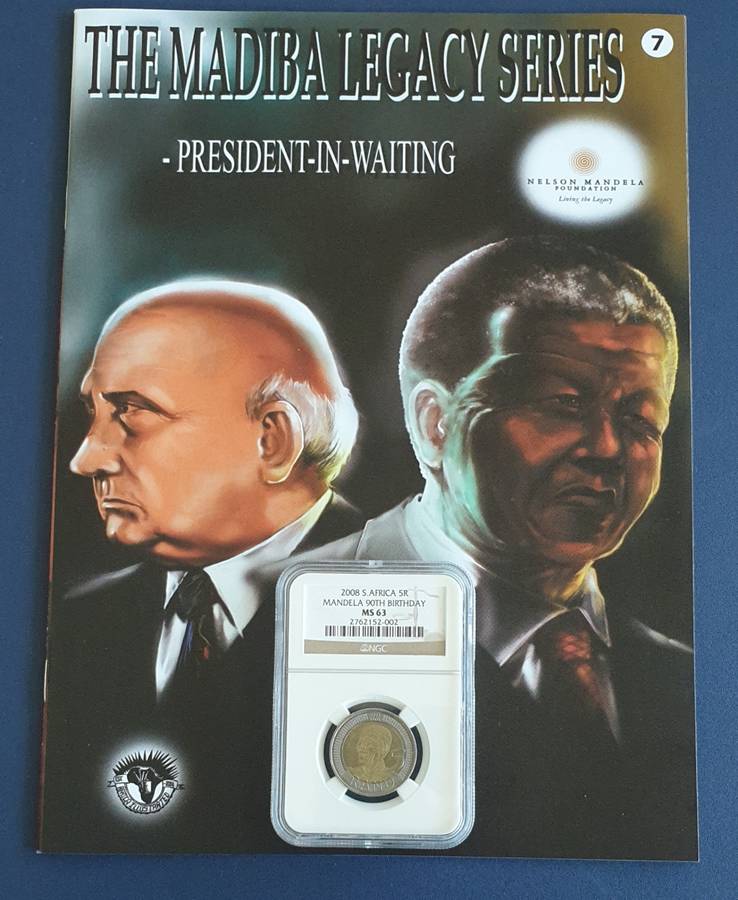 THE MADIBA LEGACY SERIES
7
- PRESIDENT-IN-WAITING
NELSON MANDELA
FOUNDATION
Living the Legacy
2008 S.AFRICA 5R
MANDELA 90TH BIRTHDAY
MS 63
2762152-002
NGC